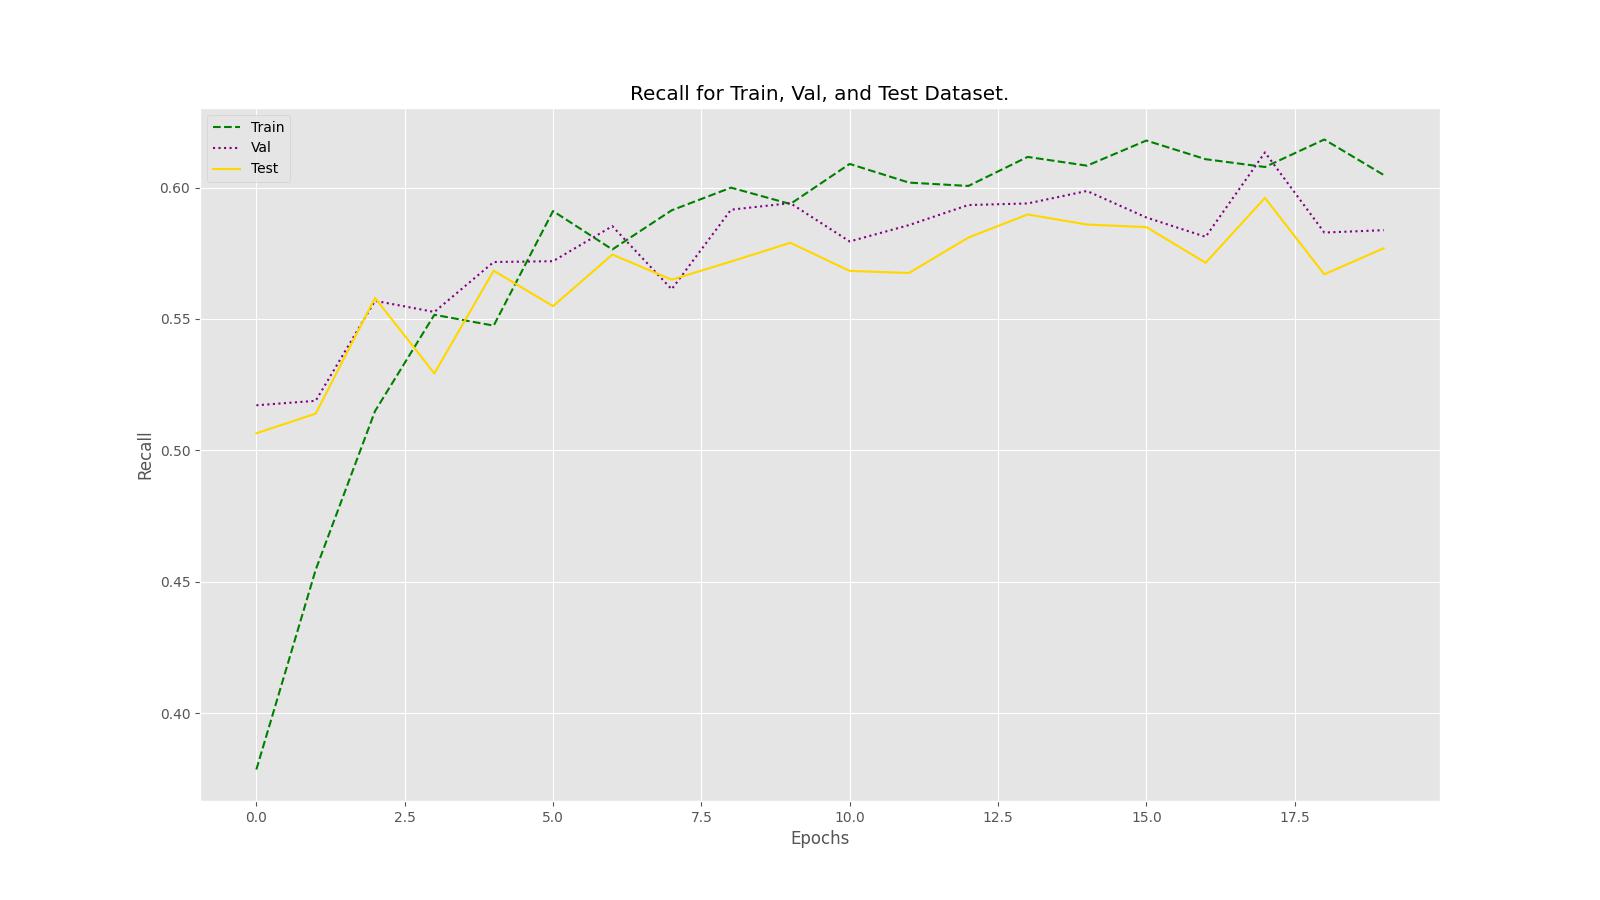 Recall for Train, Val, and Test Dataset.
Train
Val
Test
0.60
0.55
0.50
0.45
0.40
Recall
0.0 2.5 5.0 7.5 10.0 12.5 15.0 17.5
Epochs